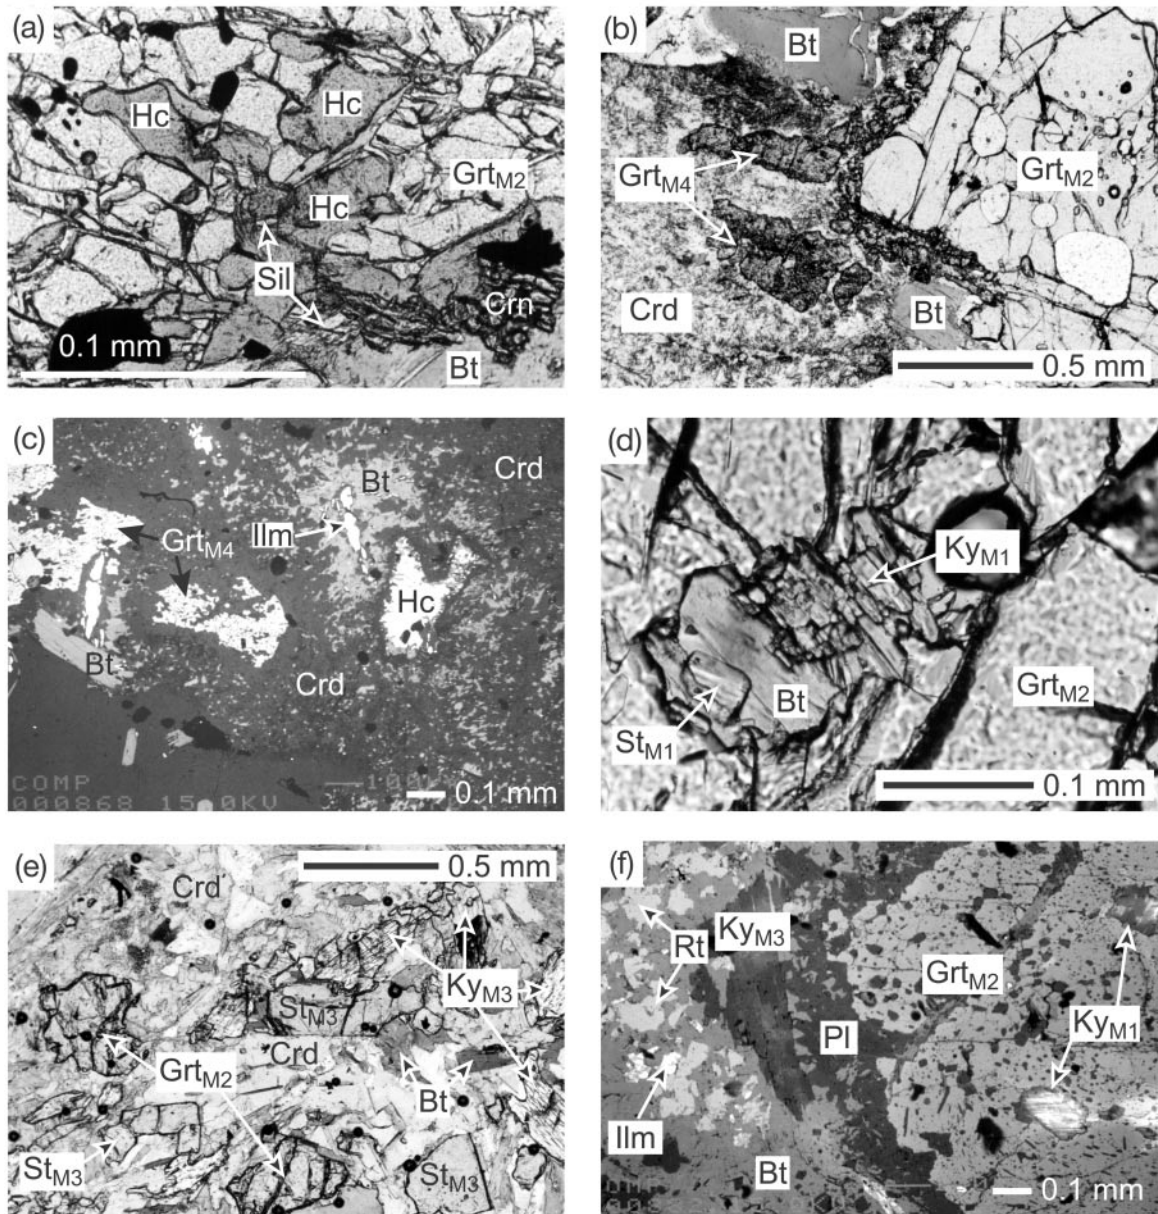 (a)
Hc
Hc
GrtM2
Hc
Sil
Crn
0.1 mm
Bt
(b)
Bt
GrtM4
GrtM2
Crd
Bt
0.5 mm
(c)
Crd
Bt
Ilm
GrtM4
Hc
Bt
Crd
COMP
000868
0.1 mm
(d)
KyM1
GrtM2
Bt
StM1
0.1 mm
(e)
0.5 mm
Crd
KyM3
StM3
Crd
GrtM2
Bt
StM3
StM3
(f)
Rt
KyM3
GrtM2
KyM1
Pl
Ilm
Bt
0.1 mm